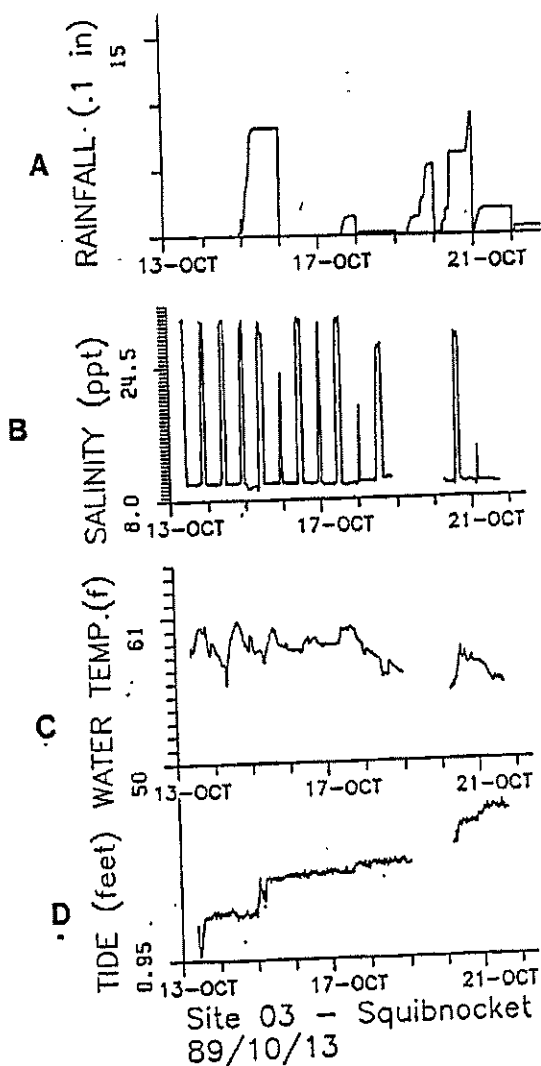 A
RAINFALL (.1 in)
15
13-OCT 17-OCT 21-OCT
B
SALINITY (ppt)
24.5
8.0
13-OCT 17-OCT 21-OCT
C
WATER TEMP.(f)
61
50
13-OCT 17-OCT 21-OCT
D
TIDE (feet)
0.95
13-OCT 17-OCT 21-OCT
Site 03 - Squibnocket
89/10/13